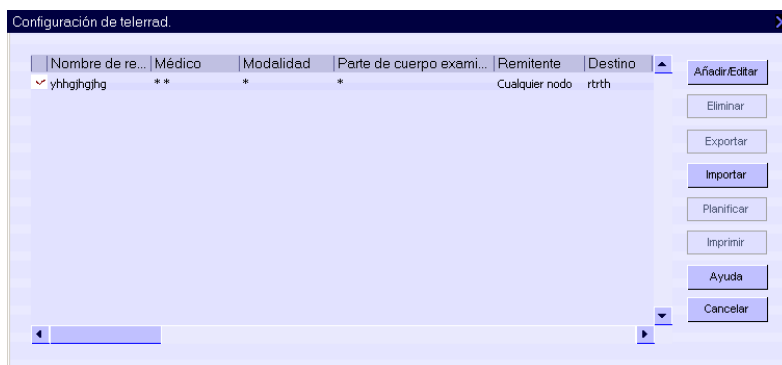 Configuración de telerrad.
Nombre de re... Médico Modalidad Parte de cuerpo exami... Remitente Destino
yhhgjhgjhg * * * * Cualquier nodo rtrth
Añadir/Editar
Eliminar
Exportar
Importar
Planificar
Imprimir
Ayuda
Cancelar